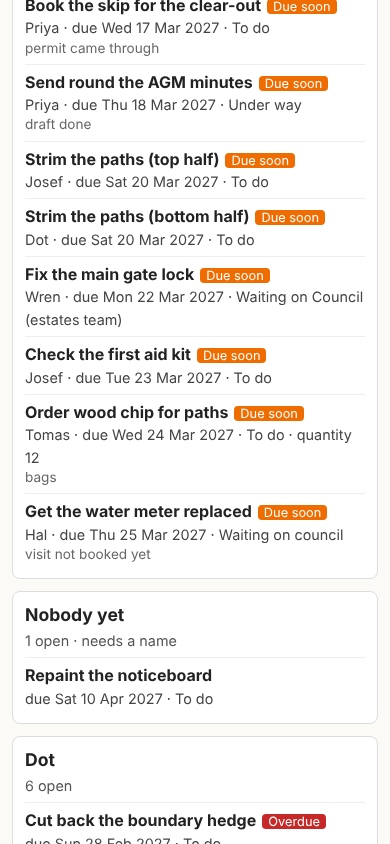 Book the skip for the clear-out Due soon
Priya · due Wed 17 Mar 2027 · To do
permit came through
Send round the AGM minutes Due soon
Priya · due Thu 18 Mar 2027 · Under way
draft done
Strim the paths (top half) Due soon
Josef · due Sat 20 Mar 2027 · To do
Strim the paths (bottom half) Due soon
Dot · due Sat 20 Mar 2027 · To do
Fix the main gate lock Due soon
Wren · due Mon 22 Mar 2027 · Waiting on Council
(estates team)
Check the first aid kit Due soon
Josef · due Tue 23 Mar 2027 · To do
Order wood chip for paths Due soon
Tomas · due Wed 24 Mar 2027 · To do · quantity
12
bags
Get the water meter replaced Due soon
Hal · due Thu 25 Mar 2027 · Waiting on council
visit not booked yet
Nobody yet
1 open · needs a name
Repaint the noticeboard
due Sat 10 Apr 2027 · To do
Dot
6 open
Cut back the boundary hedge Overdue
due Sun 28 Feb 2027 · To do